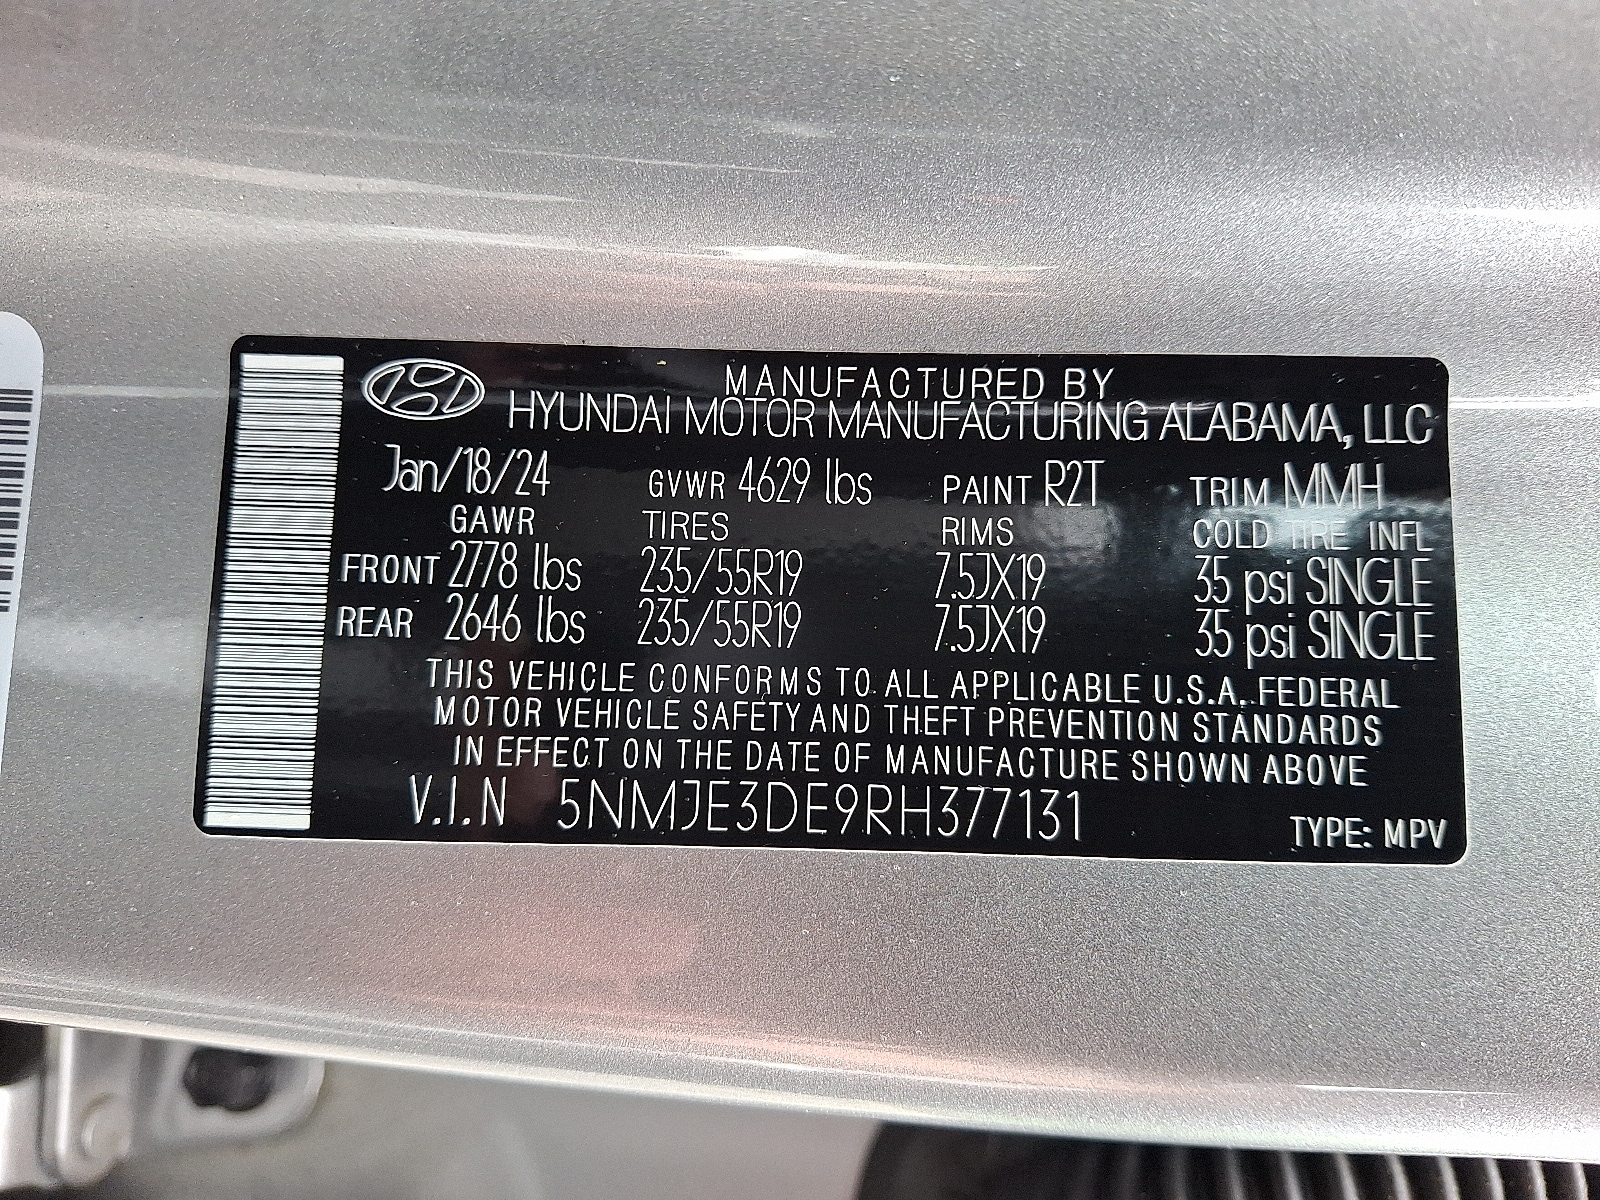 MANUFACTURED BY
HYUNDAI MOTOR MANUFACTURING ALABAMA, LLC
Jan/18/24 GVWR 4629 lbs PAINT R2T TRIM MMH
GAWR TIRES RIMS COLD TIRE INFL
FRONT 2778 lbs 235/55R19 7.5JX19 35 psi SINGLE
REAR 2646 lbs 235/55R19 7.5JX19 35 psi SINGLE
THIS VEHICLE CONFORMS TO ALL APPLICABLE U.S.A. FEDERAL
MOTOR VEHICLE SAFETY AND THEFT PREVENTION STANDARDS
IN EFFECT ON THE DATE OF MANUFACTURE SHOWN ABOVE
V.I.N 5NMJE3DE9RH377131 TYPE: MPV